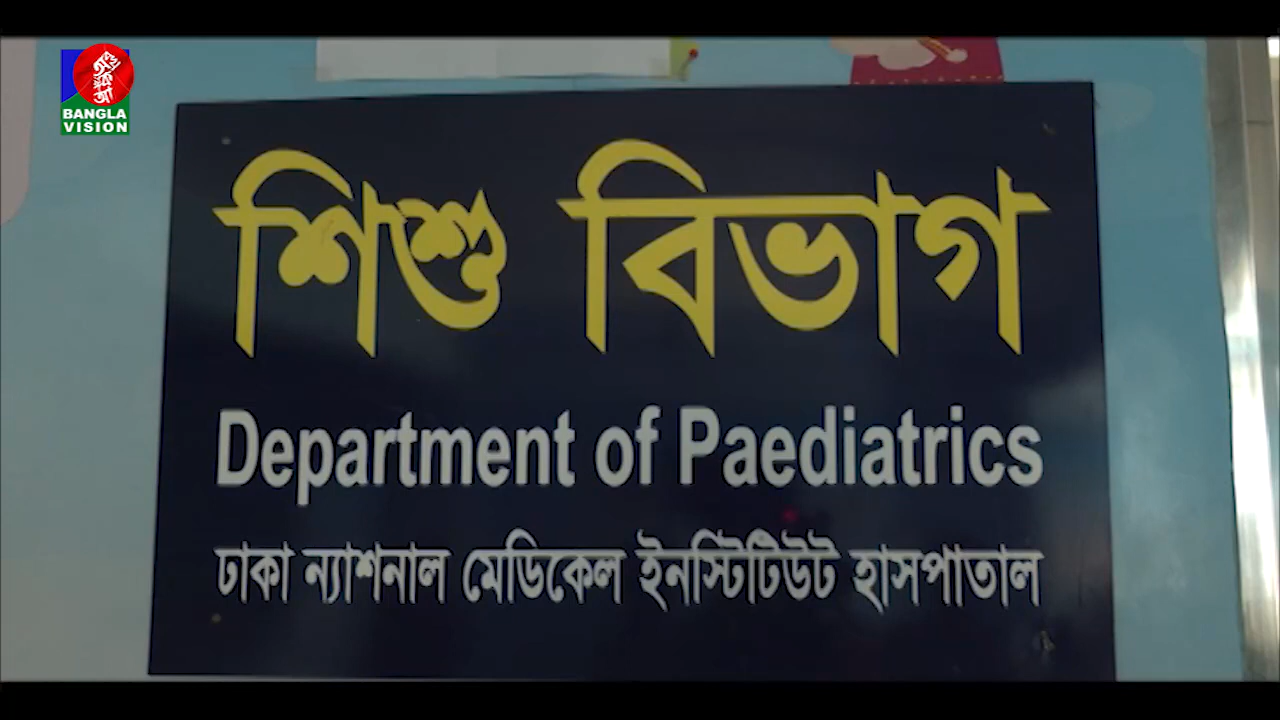 BANGLA
VISION
শিশু বিভাগ
Department of Paediatrics
ঢাকা ন্যাশনাল মেডিকেল ইনস্টিটিউট হাসপাতাল